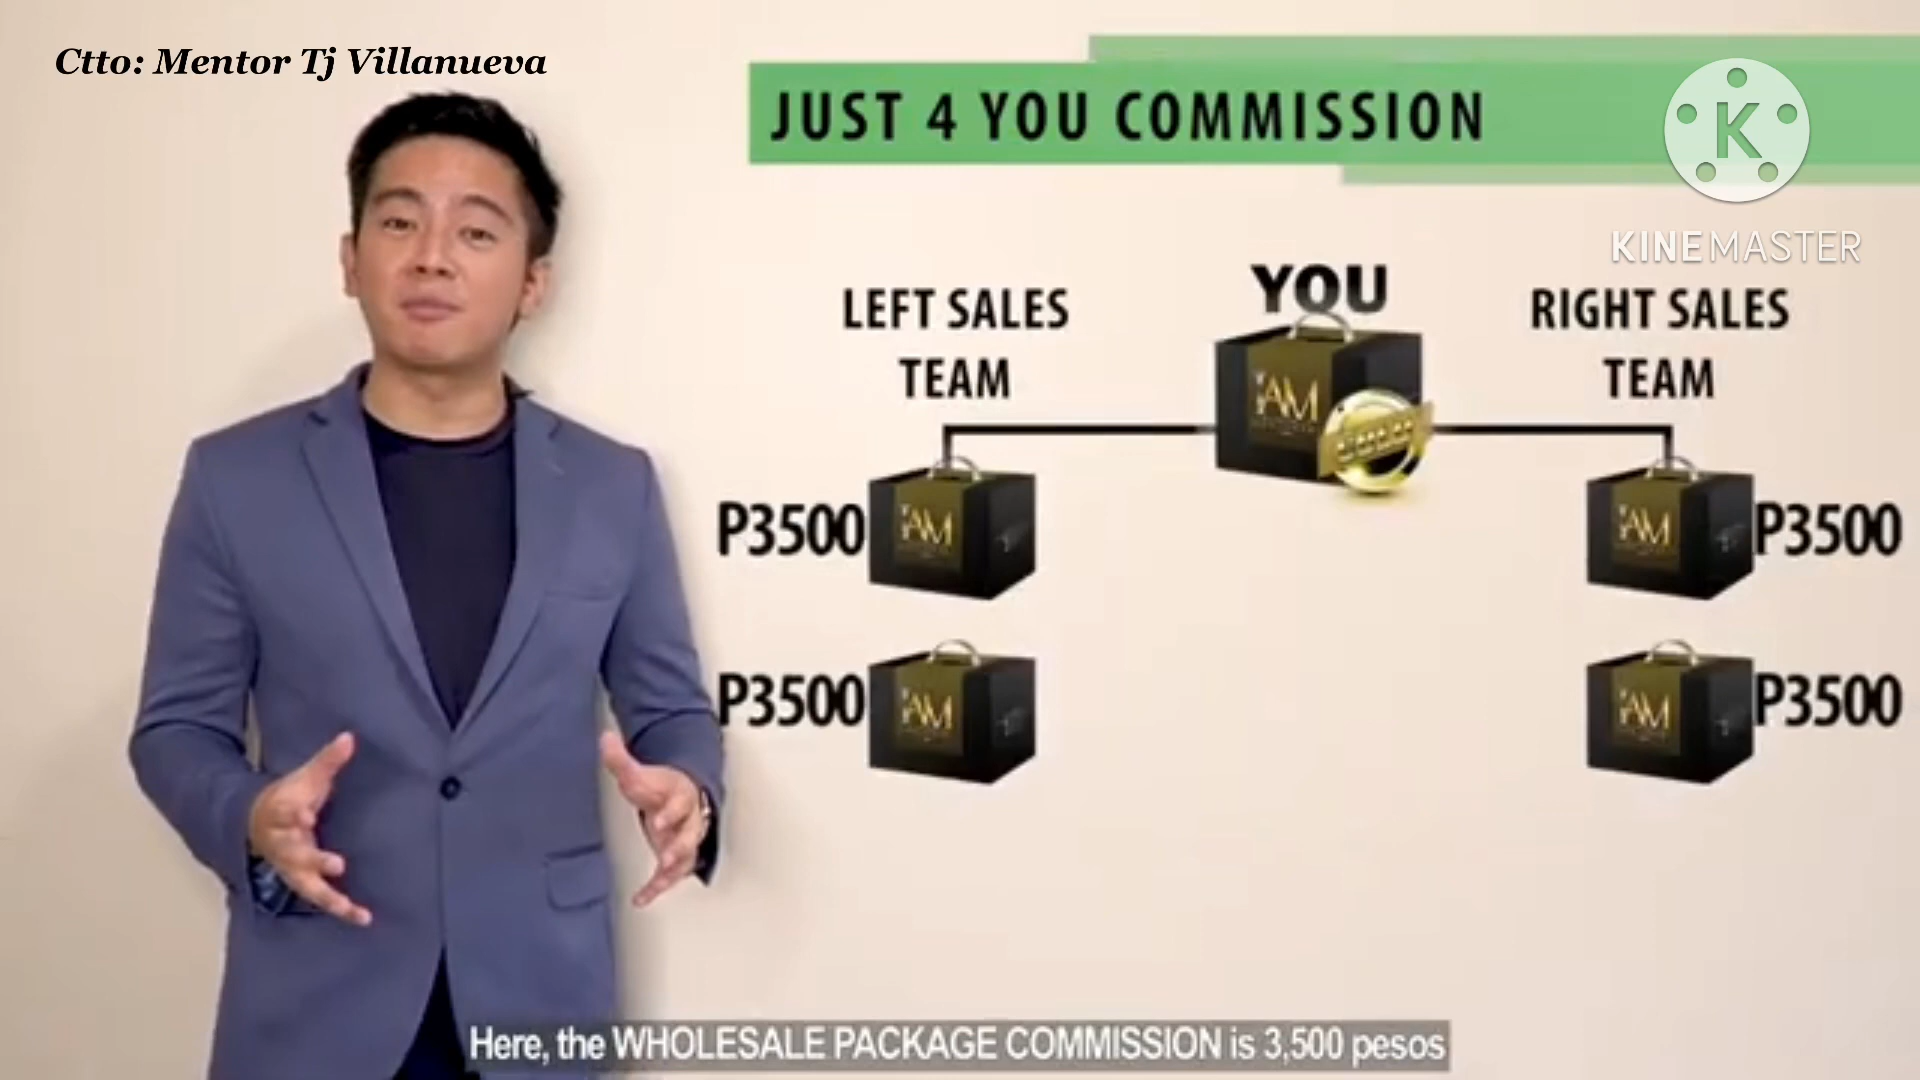 Ctto: Mentor Tj Villanueva
JUST 4 YOU COMMISSION
K
KINEMASTER
YOU
LEFT SALES
TEAM
RIGHT SALES
TEAM
P3500
P3500
P3500
P3500
Here, the WHOLESALE PACKAGE COMMISSION is 3,500 pesos